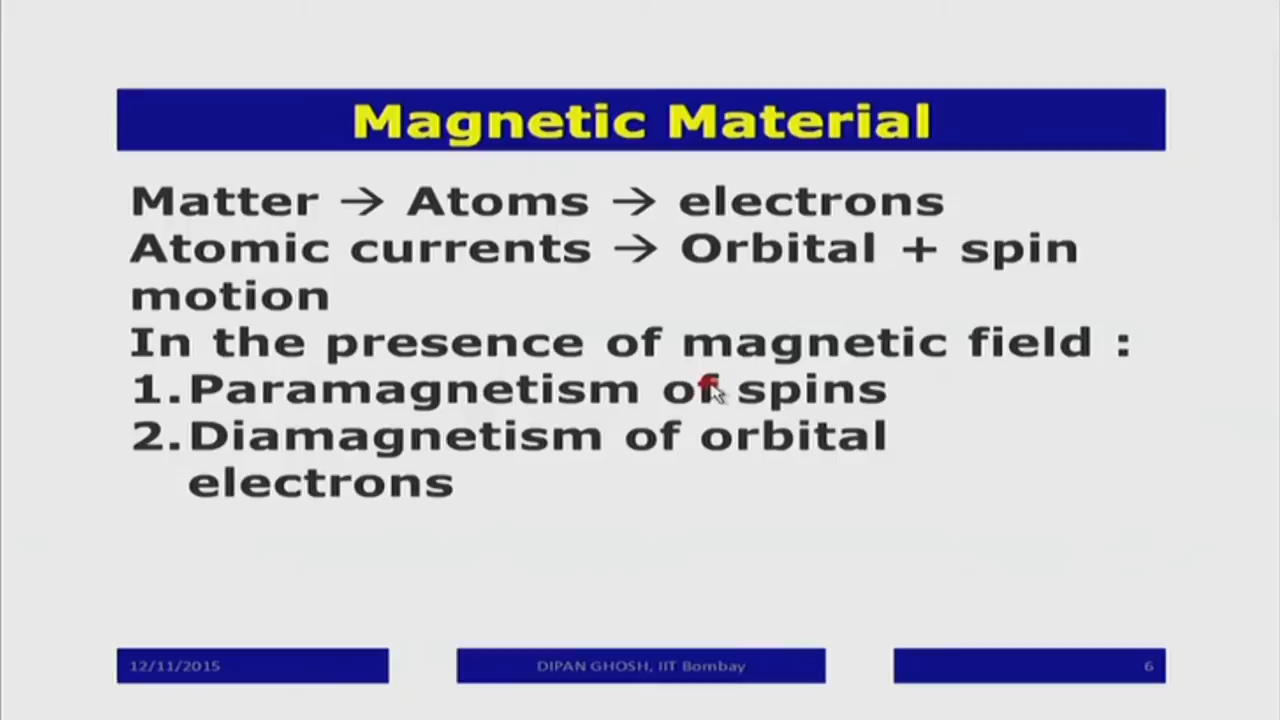 Magnetic Material
Matter → Atoms → electrons
Atomic currents → Orbital + spin
motion
In the presence of magnetic field :
1.Paramagnetism of spins
2.Diamagnetism of orbital
electrons
12/11/2015
DIPAN GHOSH, IIT Bombay
6